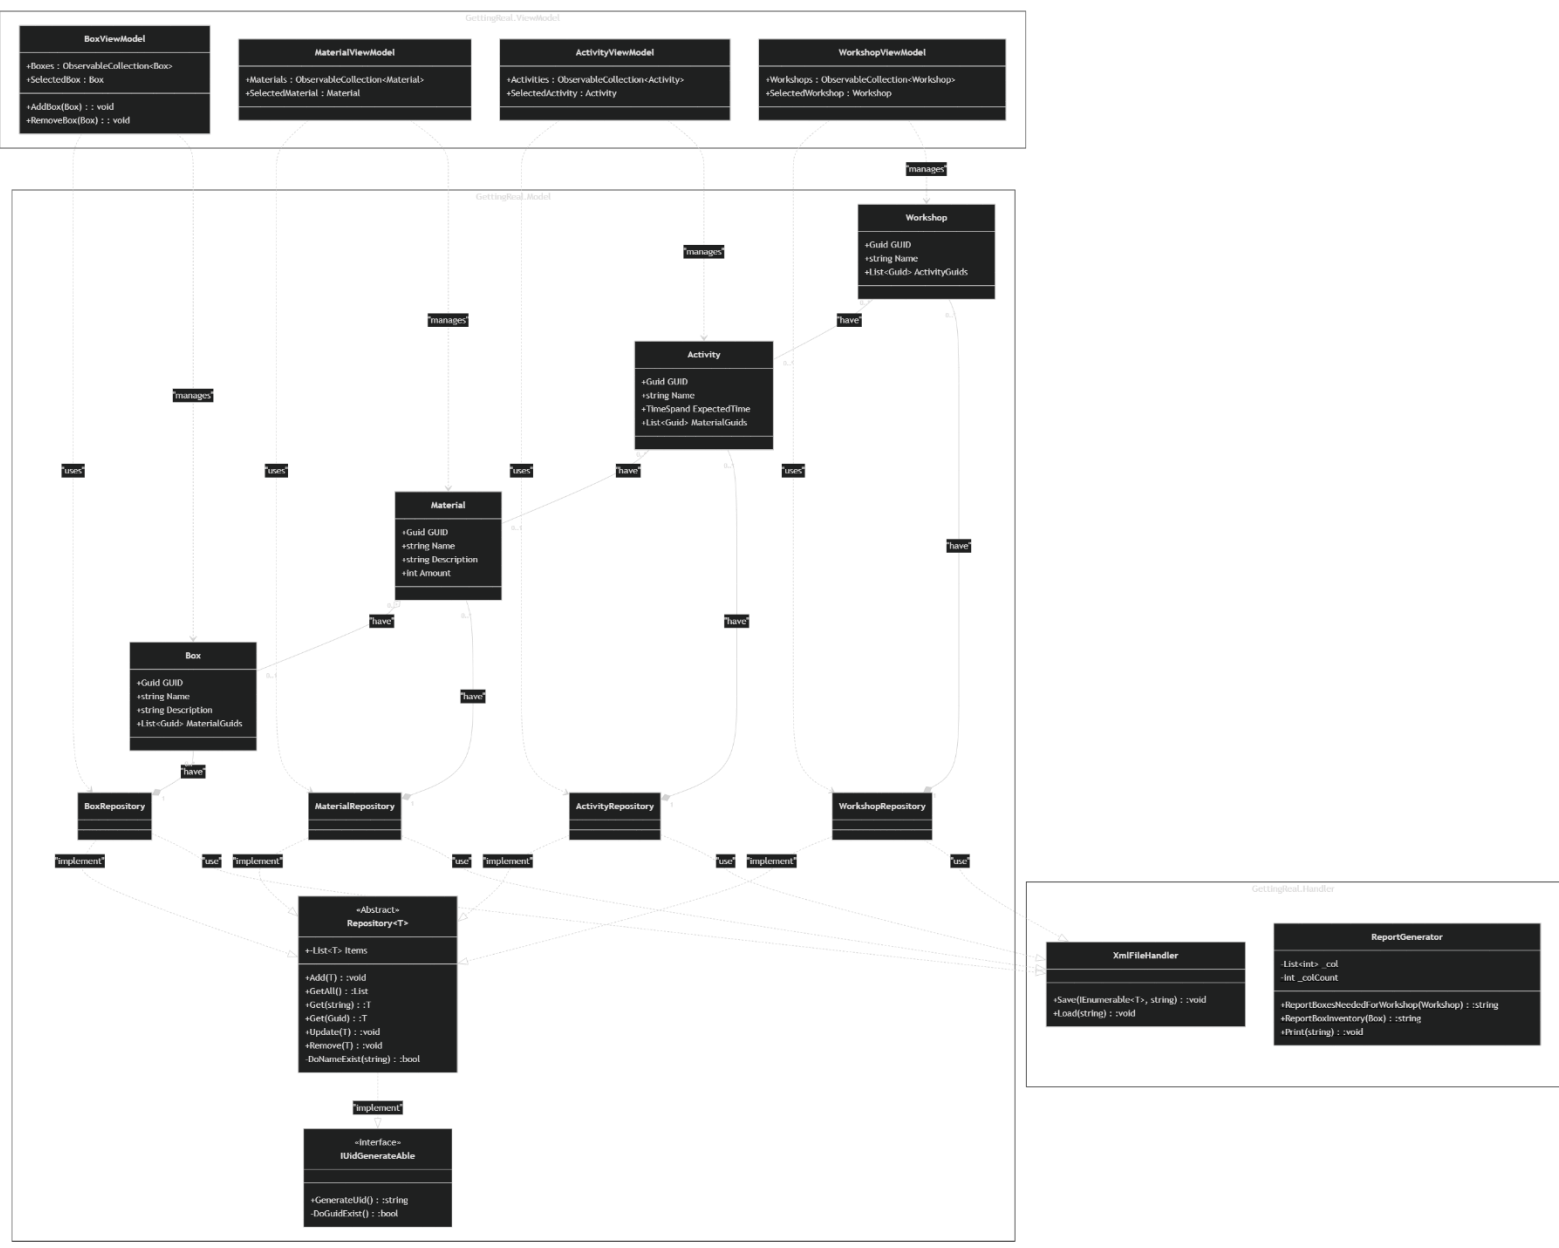 GettingReal.ViewModel
BoxViewModel
+Boxes : ObservableCollection<Box>
+SelectedBox : Box
+AddBox(Box) : : void
+RemoveBox(Box) : : void
MaterialViewModel
+Materials : ObservableCollection<Material>
+SelectedMaterial : Material
ActivityViewModel
+Activities : ObservableCollection<Activity>
+SelectedActivity : Activity
WorkshopViewModel
+Workshops : ObservableCollection<Workshop>
+SelectedWorkshop : Workshop
"manages"
GettingReal.Model
Workshop
+Guid GUID
+string Name
+List<Guid> ActivityGuids
"manages"
"have"
"manages"
Activity
+Guid GUID
+string Name
+TimeSpand ExpectedTime
+List<Guid> MaterialGuids
"manages"
"uses"
"uses"
"uses"
"have"
"uses"
Material
+Guid GUID
+string Name
+string Description
+int Amount
"have"
"have"
"have"
Box
+Guid GUID
+string Name
+string Description
+List<Guid> MaterialGuids
"have"
"have"
BoxRepository
MaterialRepository
ActivityRepository
WorkshopRepository
"implement"
"use"
"implement"
"use"
"implement"
"use"
"implement"
"use"
«Abstract»
Repository<T>
+-List<T> Items
+Add(T) : :void
+GetAll() : :List
+Get(string) : :T
+Get(Guid) : :T
+Update(T) : :void
+Remove(T) : :void
-DoNameExist(string) : :bool
GettingReal.Handler
XmlFileHandler
+Save(IEnumerable<T>, string) : :void
+Load(string) : :void
ReportGenerator
-List<int> _col
-int _colCount
+ReportBoxesNeededForWorkshop(Workshop) : :string
+ReportBoxInventory(Box) : :string
+Print(string) : :void
"implement"
«Interface»
IUidGenerateAble
+GenerateUid() : :string
-DoGuidExist() : :bool